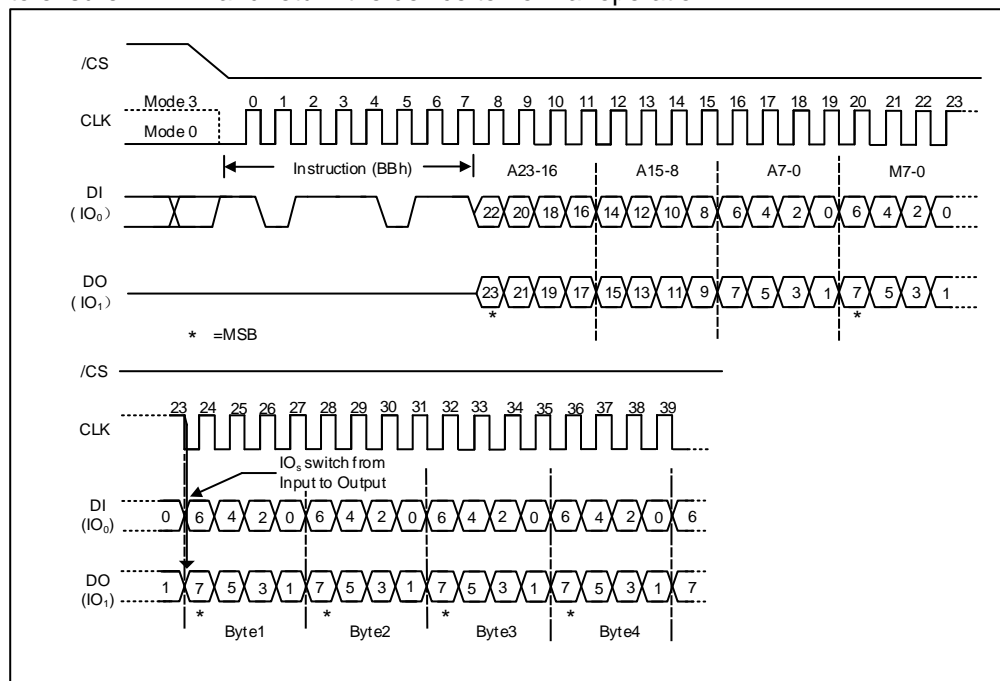 /CS
Mode 3 0 1 2 3 4 5 6 7 8 9 10 11 12 13 14 15 16 17 18 19 20 21 22 23
CLK
Mode 0
Instruction (BBh) A23-16 A15-8 A7-0 M7-0
DI
( IO0) 22 20 18 16 14 12 10 8 6 4 2 0 6 4 2 0
DO
( IO1) 23 21 19 17 15 13 11 9 7 5 3 1 7 5 3 1
* *
* =MSB
/CS
23 24 25 26 27 28 29 30 31 32 33 34 35 36 37 38 39
CLK
IOs switch from
Input to Output
DI
(IO0) 0 6 4 2 0 6 4 2 0 6 4 2 0 6 4 2 0 6
DO
(IO1) 1 7 5 3 1 7 5 3 1 7 5 3 1 7 5 3 1 7
* * * *
Byte1 Byte2 Byte3 Byte4